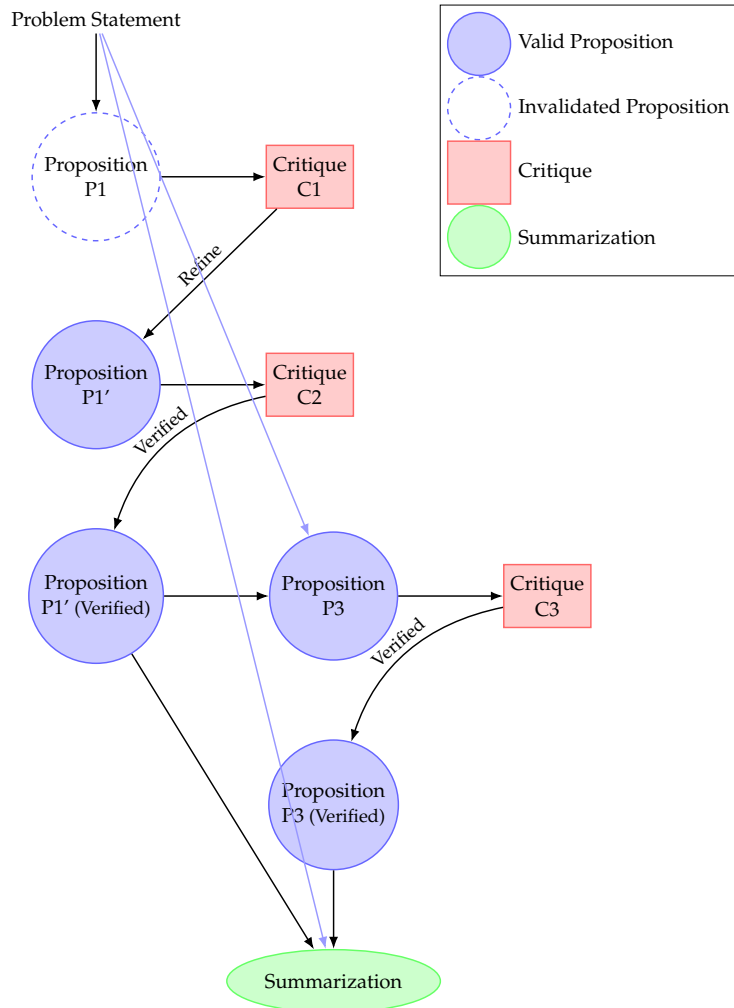 Problem Statement
Valid Proposition
Invalidated Proposition
Critique
Summarization
Proposition
P1
Critique
C1
Refine
Proposition
P1’
Critique
C2
Verified
Proposition
P1’ (Verified)
Proposition
P3
Critique
C3
Verified
Proposition
P3 (Verified)
Summarization